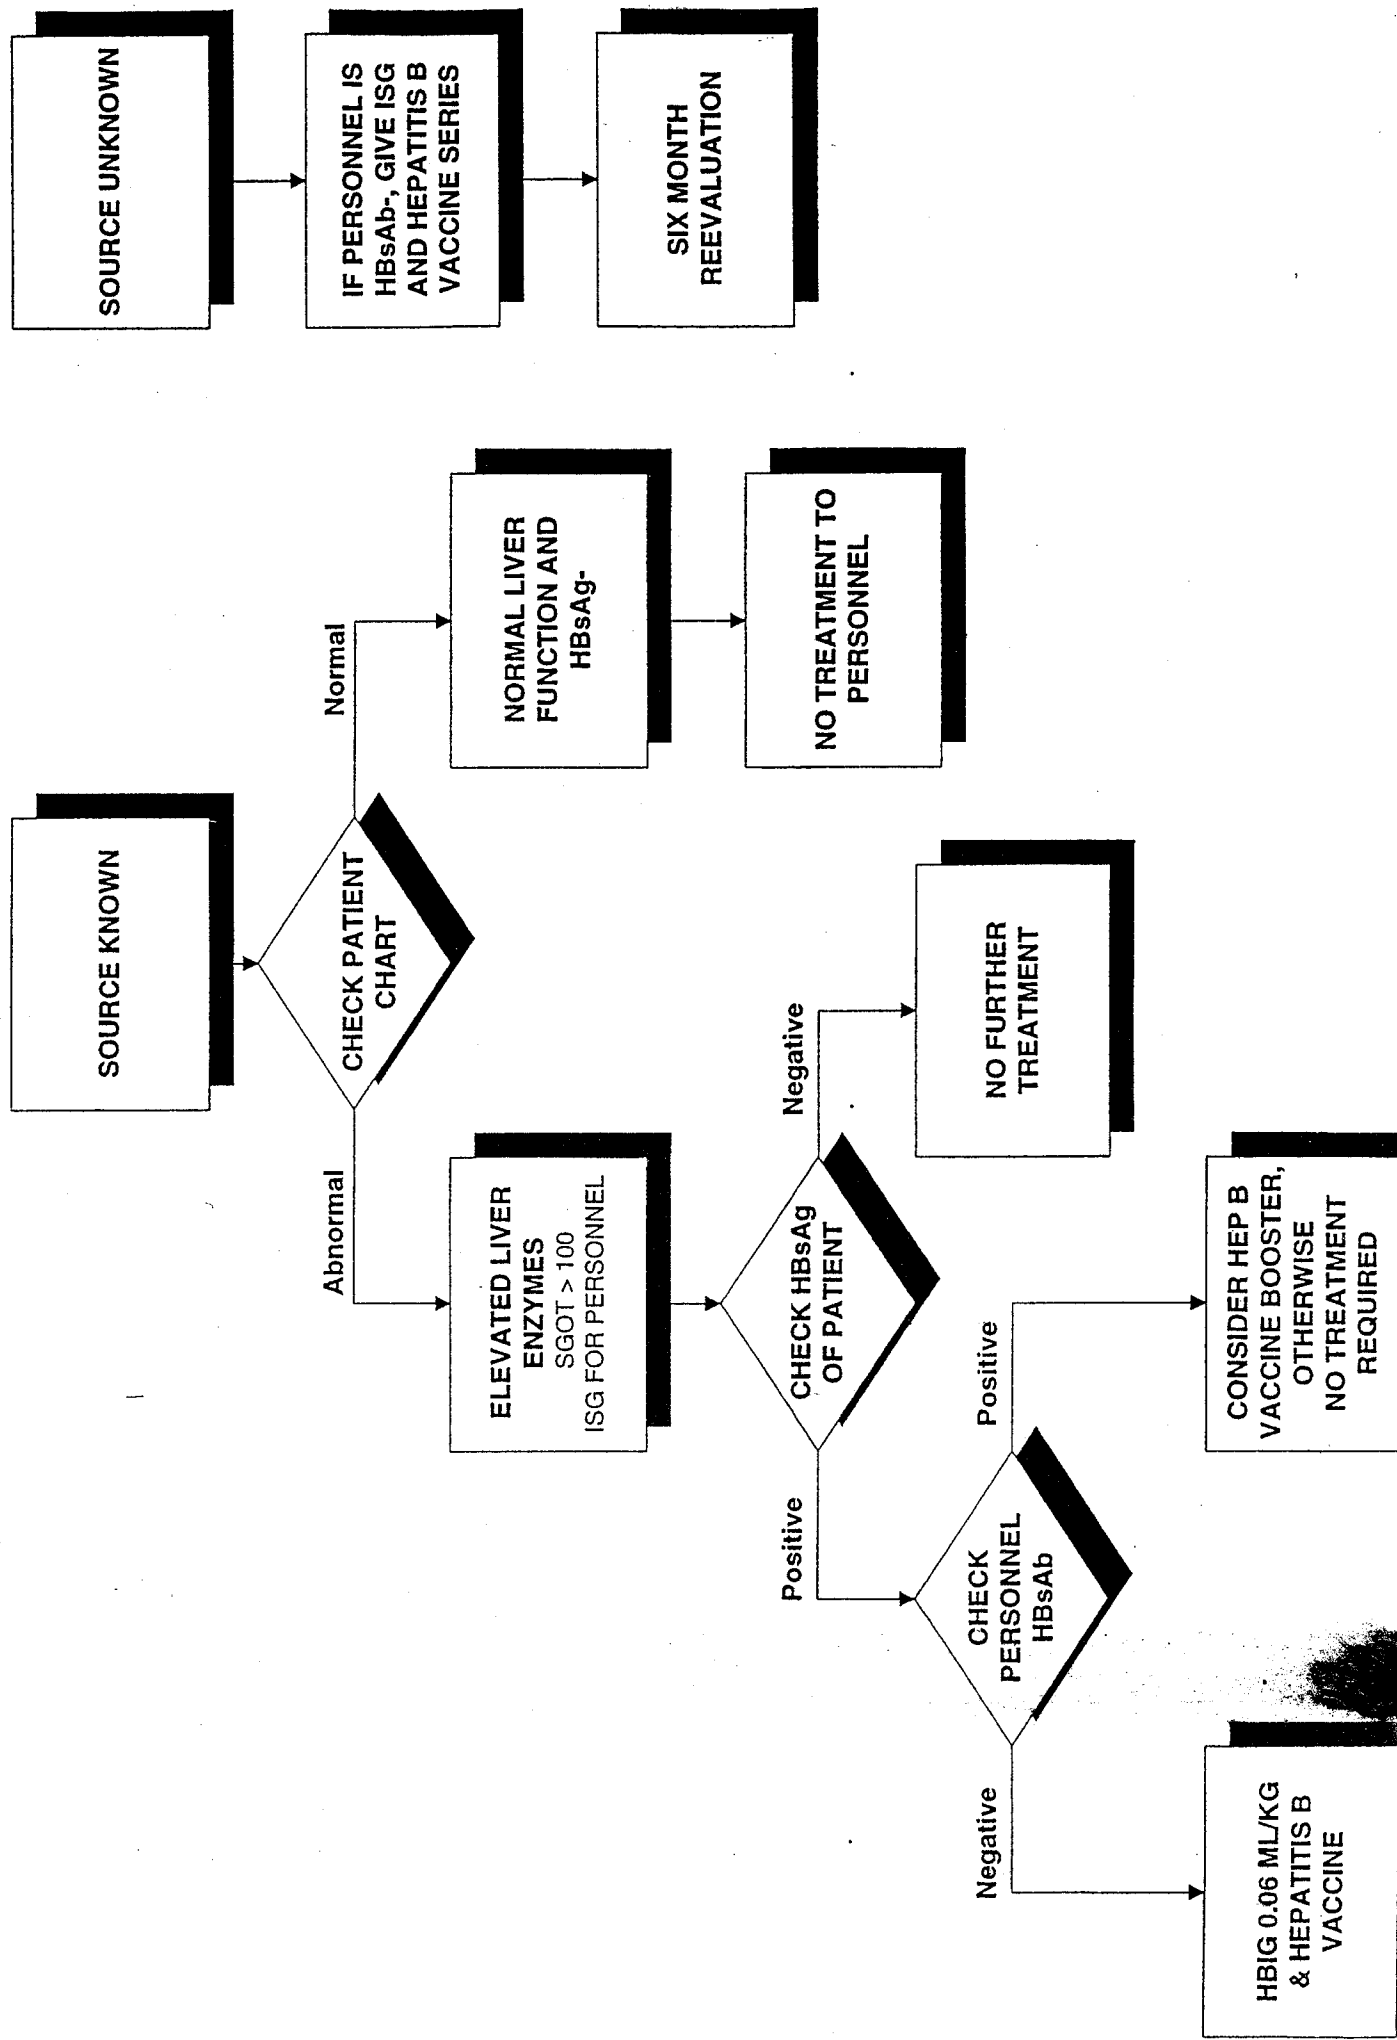 SOURCE KNOWN
SOURCE UNKNOWN
CHECK PATIENT
CHART
Abnormal
Normal
IF PERSONNEL IS
HBsAb-, GIVE ISG
AND HEPATITIS B
VACCINE SERIES
ELEVATED LIVER
ENZYMES
SGOT > 100
ISG FOR PERSONNEL
NORMAL LIVER
FUNCTION AND
HBsAg-
SIX MONTH
REEVALUATION
CHECK HBsAg
OF PATIENT
Positive
Negative
NO TREATMENT TO
PERSONNEL
CHECK
PERSONNEL
HBsAb
NO FURTHER
TREATMENT
Negative
Positive
HBIG 0.06 ML/KG
& HEPATITIS B
VACCINE
CONSIDER HEP B
VACCINE BOOSTER,
OTHERWISE
NO TREATMENT
REQUIRED